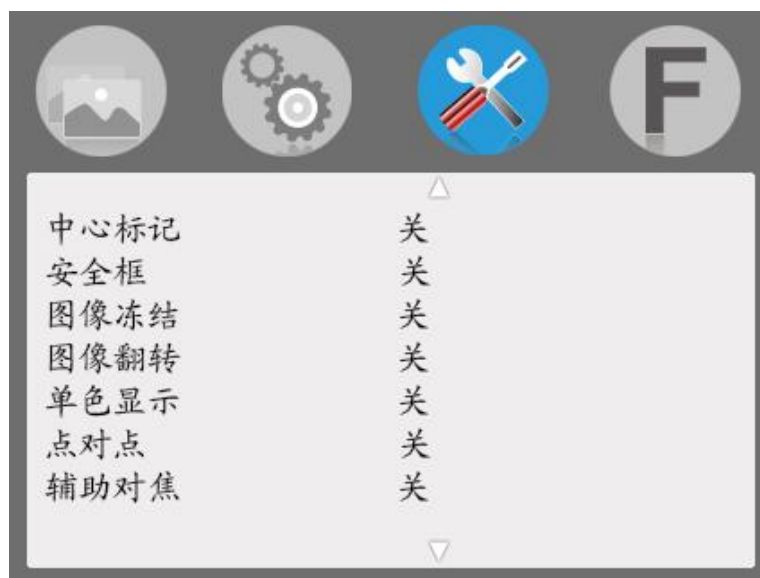 F
中心标记 关
安全框 关
图像冻结 关
图像翻转 关
单色显示 关
点对点 关
辅助对焦 关